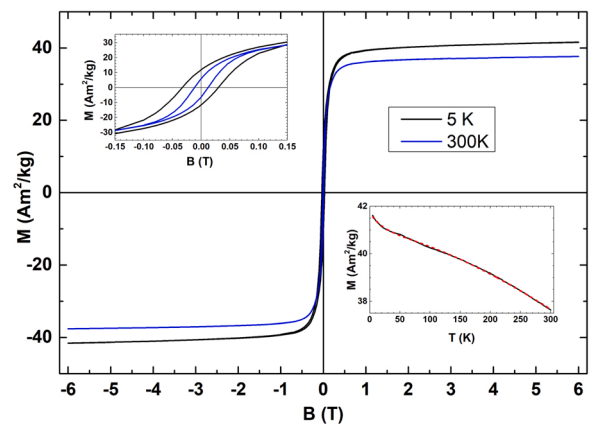 M (Am²/kg)
40
20
0
-20
-40
-6 -5 -4 -3 -2 -1 0 1 2 3 4 5 6
B (T)
M (Am²/kg)
30
20
10
0
-10
-20
-30
-0.15 -0.10 -0.05 0.00 0.05 0.10 0.15
B (T)
5 K
300K
M (Am²/kg)
42
40
38
0 50 100 150 200 250 300
T (K)